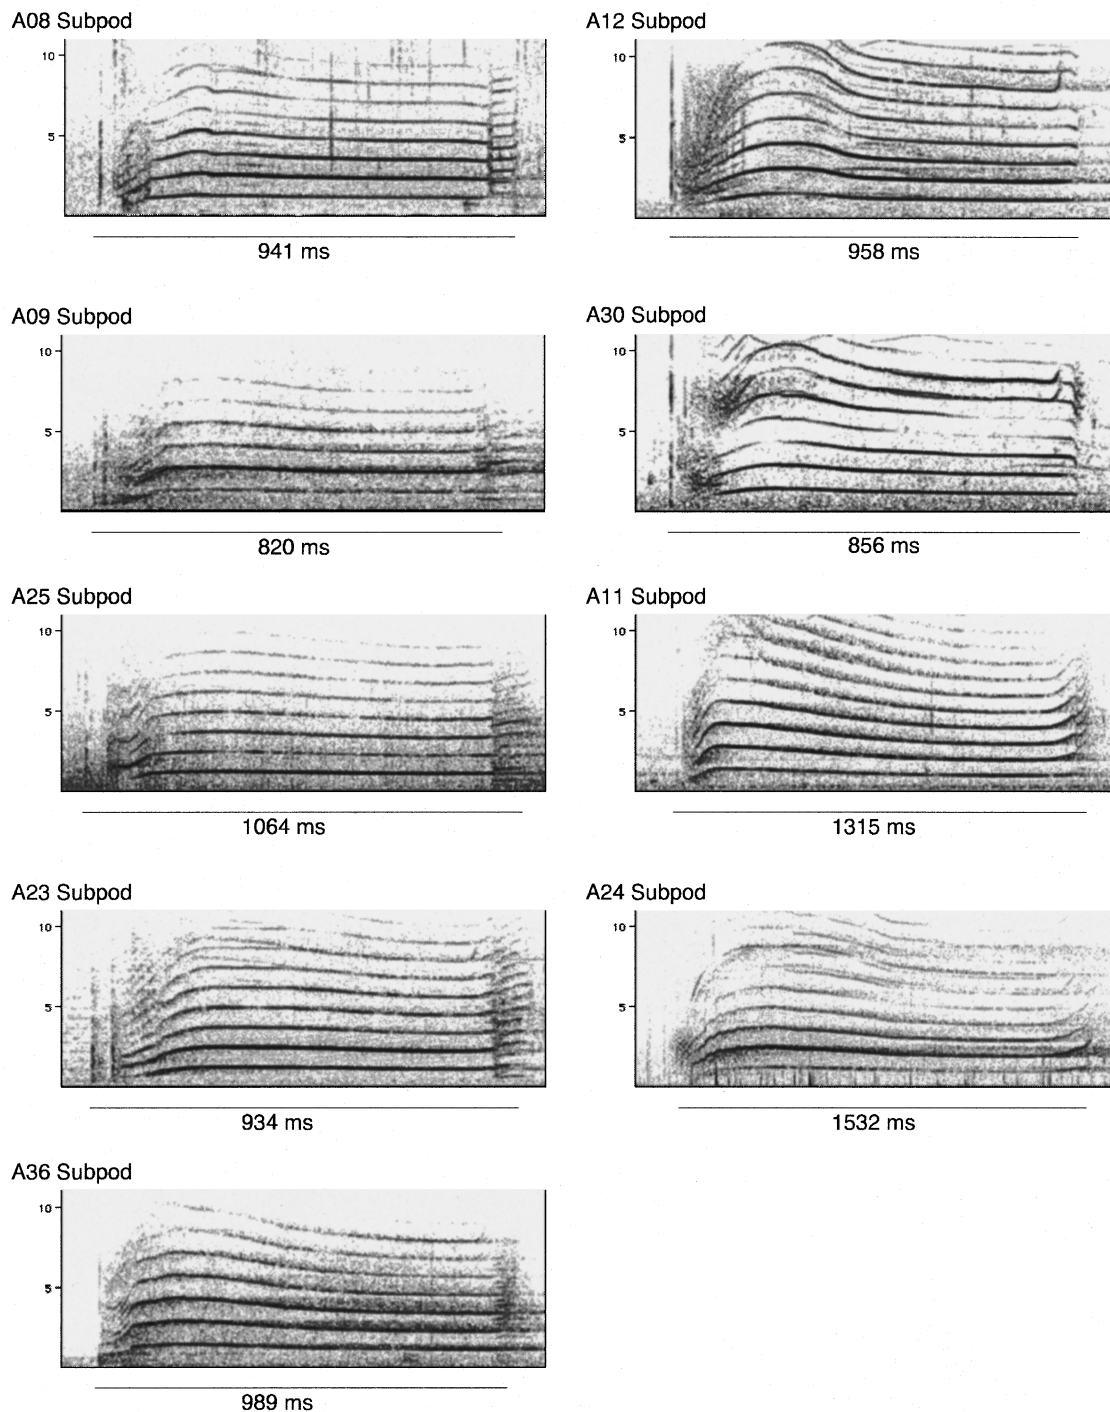 A08 Subpod
10
5
941 ms
A12 Subpod
10
5
958 ms
A09 Subpod
10
5
820 ms
A30 Subpod
10
5
856 ms
A25 Subpod
10
5
1064 ms
A11 Subpod
10
5
1315 ms
A23 Subpod
10
5
934 ms
A24 Subpod
10
5
1532 ms
A36 Subpod
10
5
989 ms